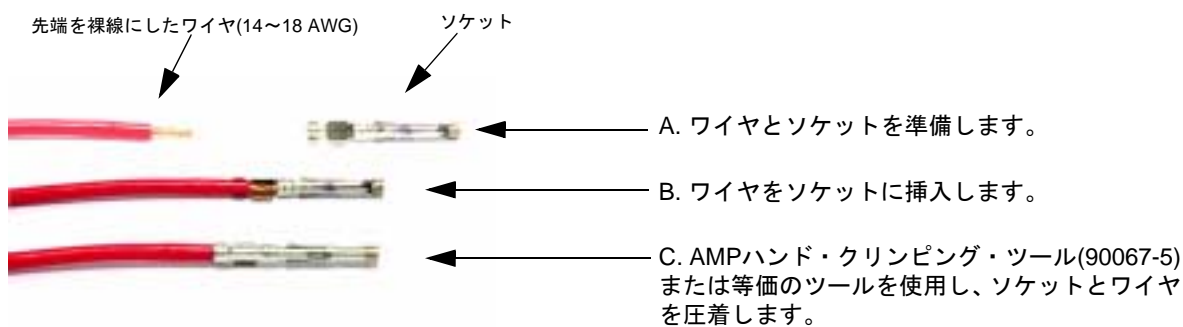 先端を裸線にしたワイヤ(14～18 AWG)
ソケット
A. ワイヤとソケットを準備します。
B. ワイヤをソケットに挿入します。
C. AMPハンド・クリンピング・ツール(90067-5)
または等価のツールを使用し、ソケットとワイヤ
を圧着します。